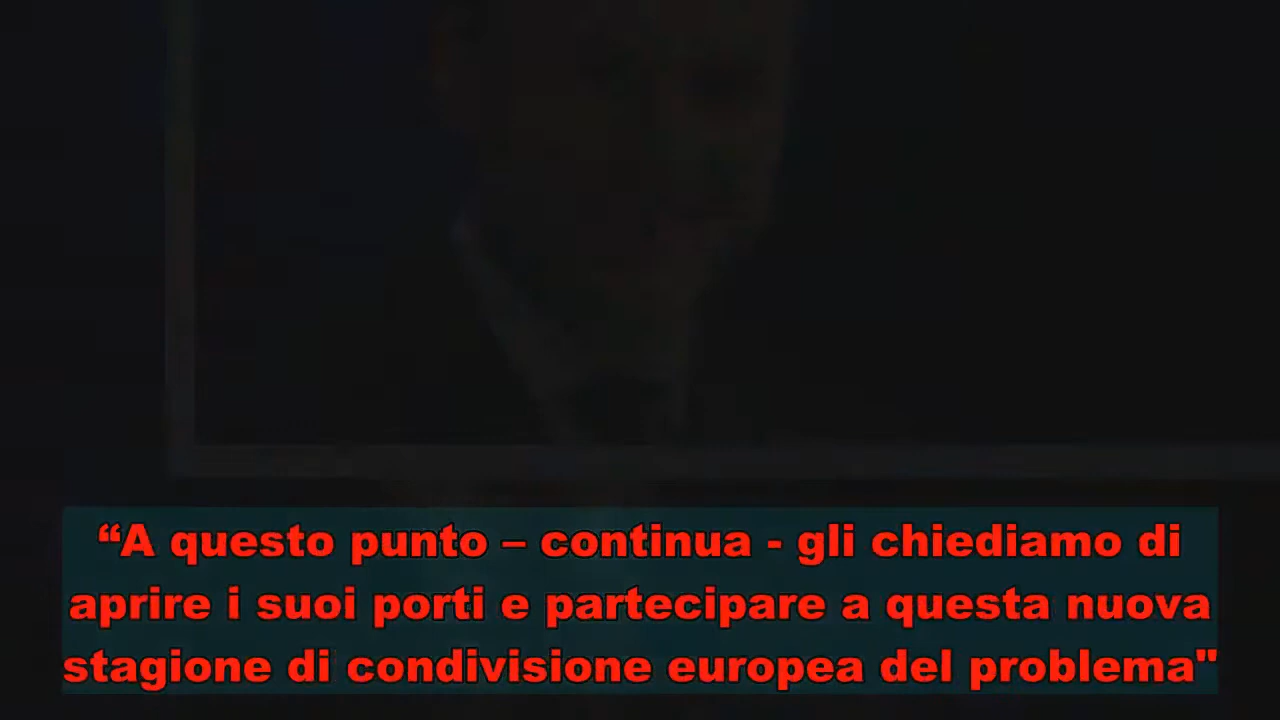 “A questo punto – continua - gli chiediamo di
aprire i suoi porti e partecipare a questa nuova
stagione di condivisione europea del problema"